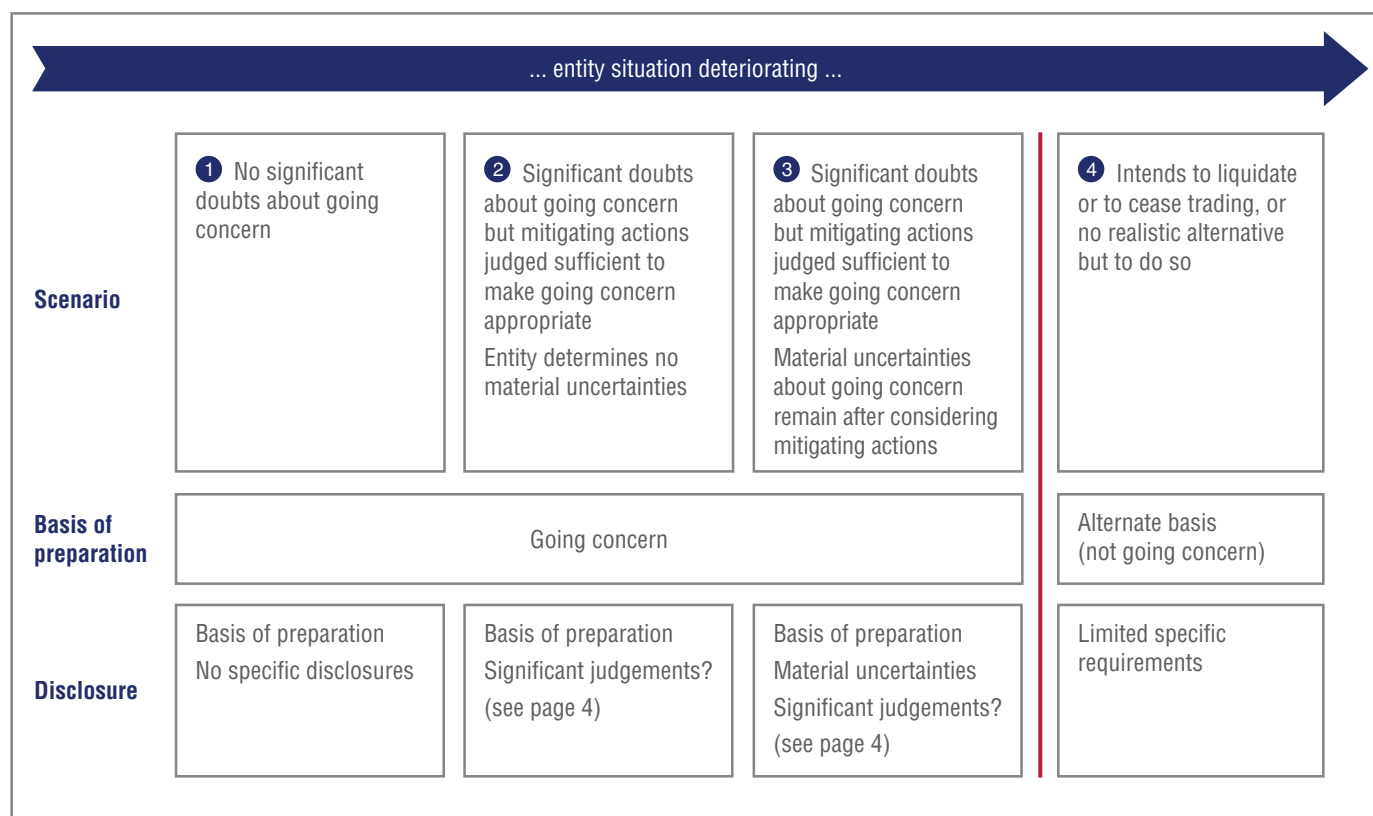 ... entity situation deteriorating ...
Scenario
1 No significant
doubts about going
concern
2 Significant doubts
about going concern
but mitigating actions
judged sufficient to
make going concern
appropriate
Entity determines no
material uncertainties
3 Significant doubts
about going concern
but mitigating actions
judged sufficient to
make going concern
appropriate
Material uncertainties
about going concern
remain after considering
mitigating actions
4 Intends to liquidate
or to cease trading, or
no realistic alternative
but to do so
Basis of
preparation
Going concern
Alternate basis
(not going concern)
Disclosure
Basis of preparation
No specific disclosures
Basis of preparation
Significant judgements?
(see page 4)
Basis of preparation
Material uncertainties
Significant judgements?
(see page 4)
Limited specific
requirements